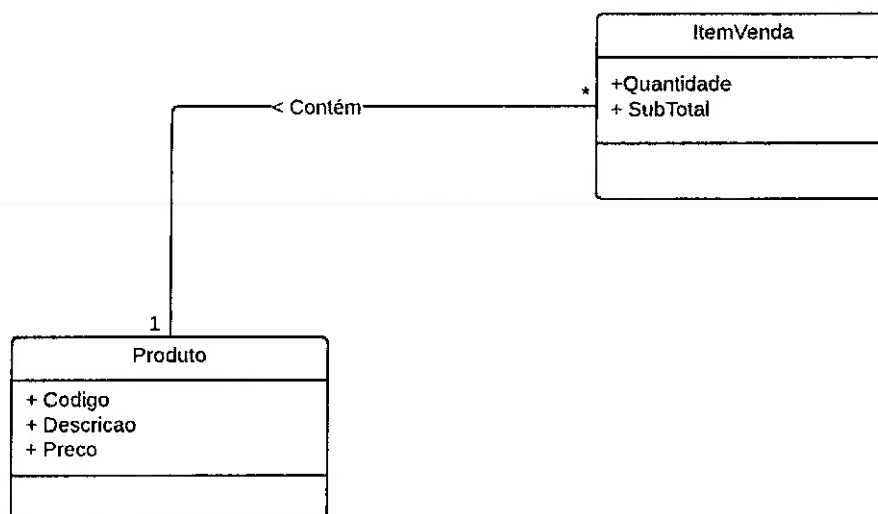 ItemVenda
+Quantidade
+ SubTotal
*
< Contém
1
Produto
+ Codigo
+ Descricao
+ Preco